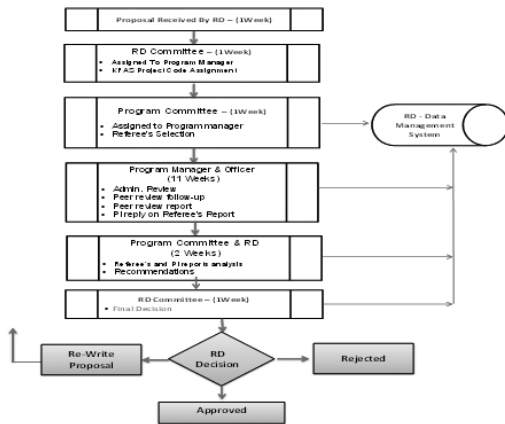 Proposal Received By RD – (1Week)
RD Committee – (1Week)
• Assigned To Program Manager
• KFAS Project Code Assignment
Program Committee – (1Week)
• Assigned to Program manager
• Referee's Selection
RD - Data
Management
System
Program Manager & Officer
(11 Weeks)
• Admin. Review
• Peer review follow-up
• Peer review report
• PI reply on Referee's Report
Program Committee & RD
(2 Weeks)
• Referee's and PI reports analysis
• Recommendations
RD Committee – (1Week)
• Final Decision
Re-Write
Proposal
RD
Decision
Rejected
Approved